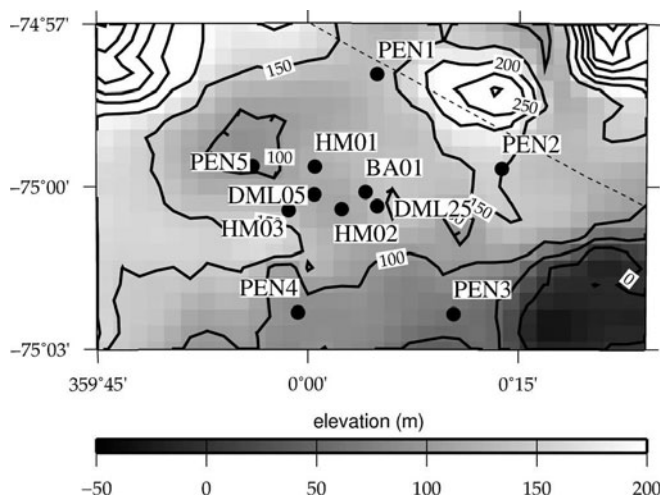 −74°57'
PEN1
200
150
250
HM01
PEN2
100
PEN5
BA01
−75°00'
DML05
DML25
150
HM03
HM02
100
PEN4
PEN3
0
−75°03'
359°45' 0°00' 0°15'
elevation (m)
−50 0 50 100 150 200